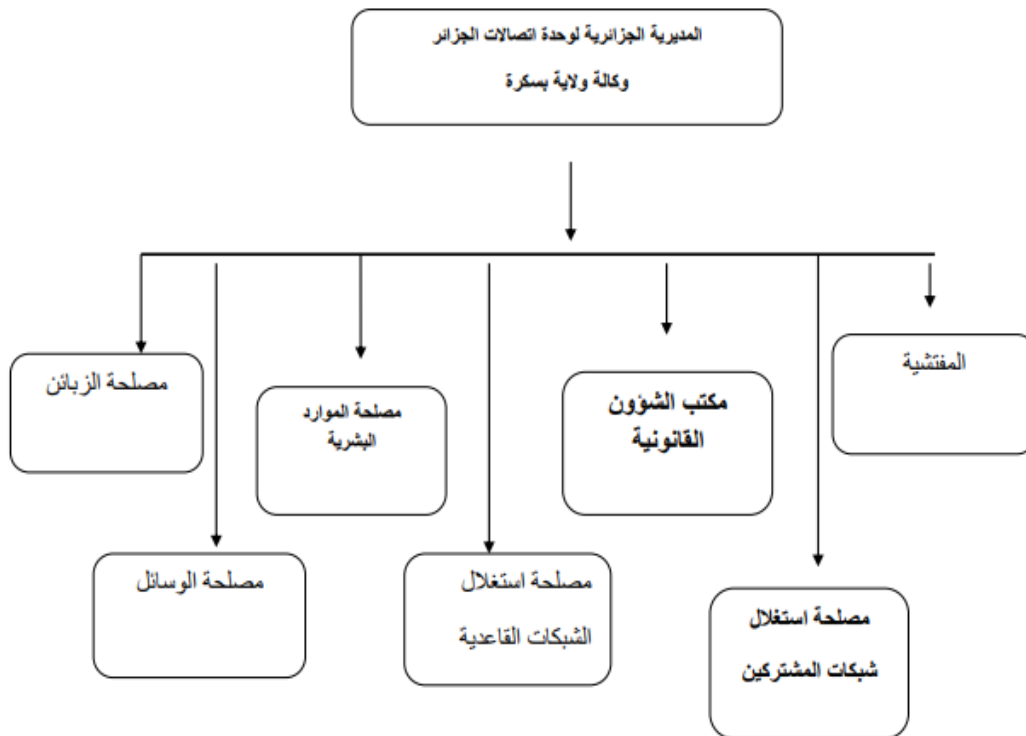 المديرية الجزائرية لوحدة اتصالات الجزائر
وكالة ولاية بسكرة
المفتشية
مكتب الشؤون
القانونية
مصلحة الموارد
البشرية
مصلحة الزبائن
مصلحة استغلال
شبكات المشتركين
مصلحة استغلال
الشبكات القاعدية
مصلحة الوسائل